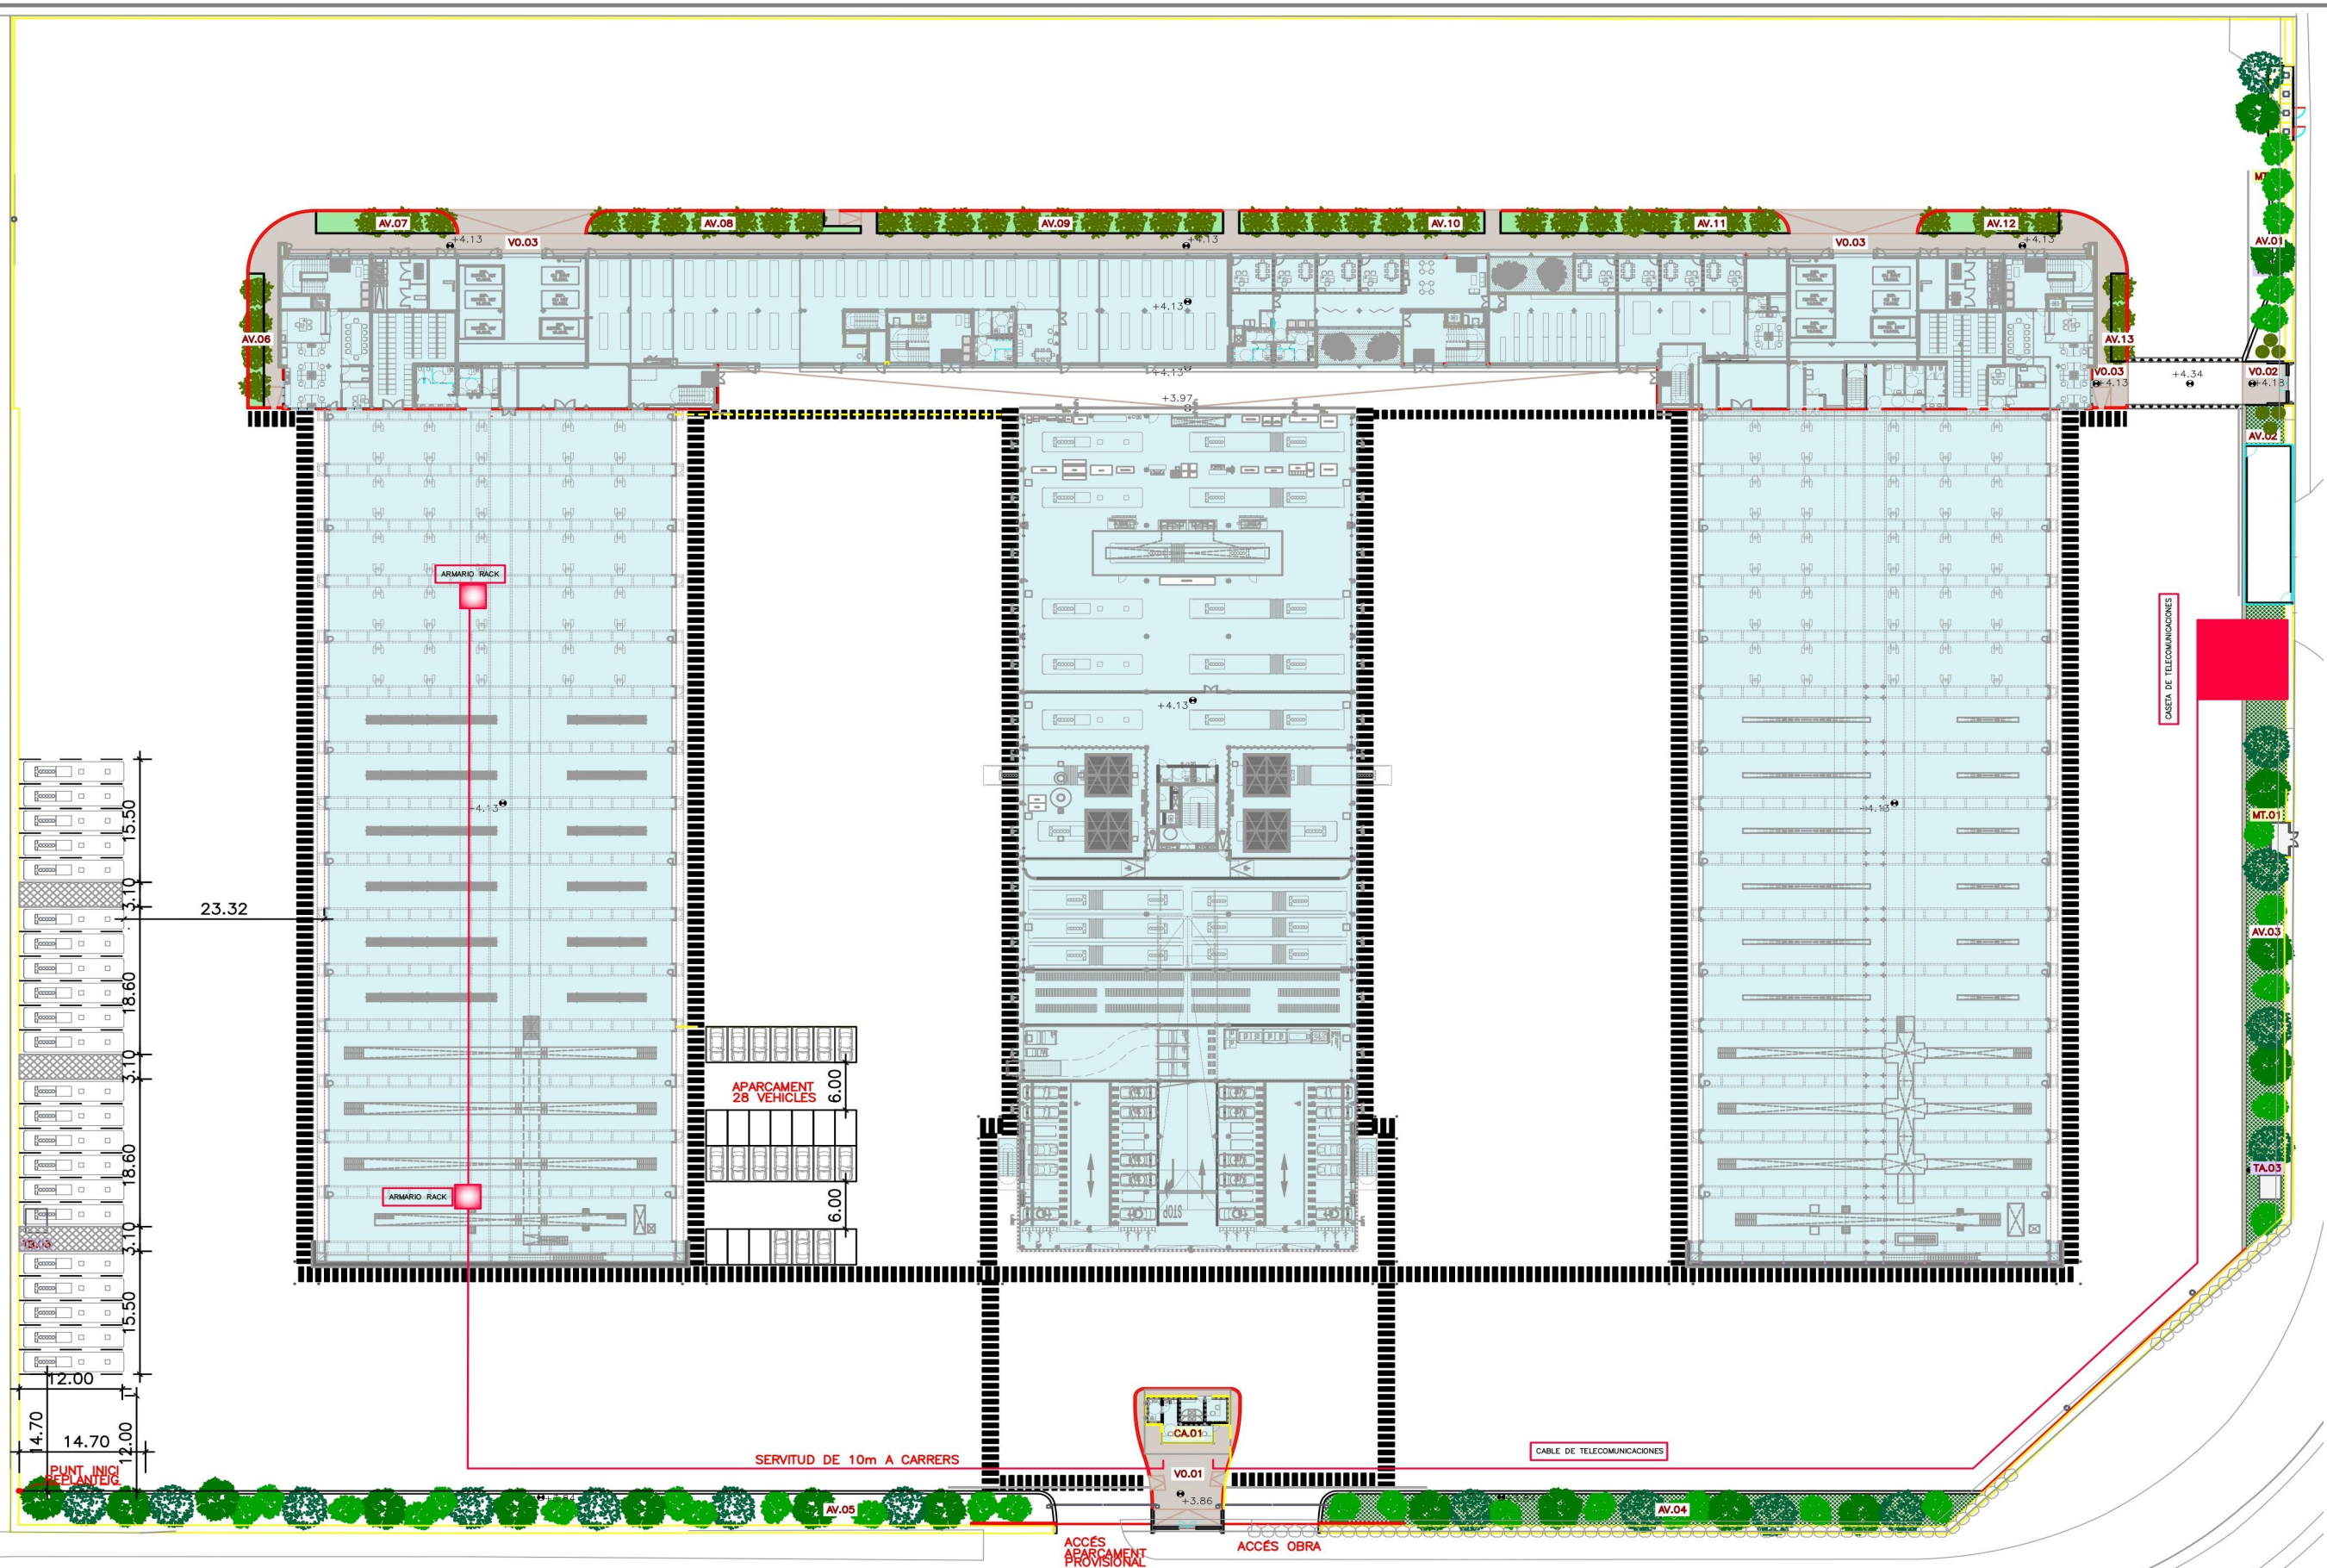 AV.07
AV.08
AV.09
AV.10
AV.11
AV.12
+4.13
V0.03
+4.13
V0.03
+4.13
MT
AV.01
+4.13
AV.06
AV.13
+4.13
+3.97
V0.03
+4.13
+4.34
V0.02
+4.13
AV.02
ARMARIO RACK
CASETA DE TELECOMUNICACIONES
+4.13
+4.13
+4.13
MT.01
AV.03
15.50
3.10
23.32
18.60
3.10
18.60
3.10
15.50
APARCAMENT
28 VEHICLES
6.00
6.00
ARMARIO RACK
STOP
TA.03
12.00
14.70
14.70
12.00
PUNT INICI
REPLANTEIG
SERVITUD DE 10m A CARRERS
CA.01
V0.01
+3.86
CABLE DE TELECOMUNICACIONES
AV.05
AV.04
ACCÉS
APARCAMENT
PROVISIONAL
ACCÉS OBRA